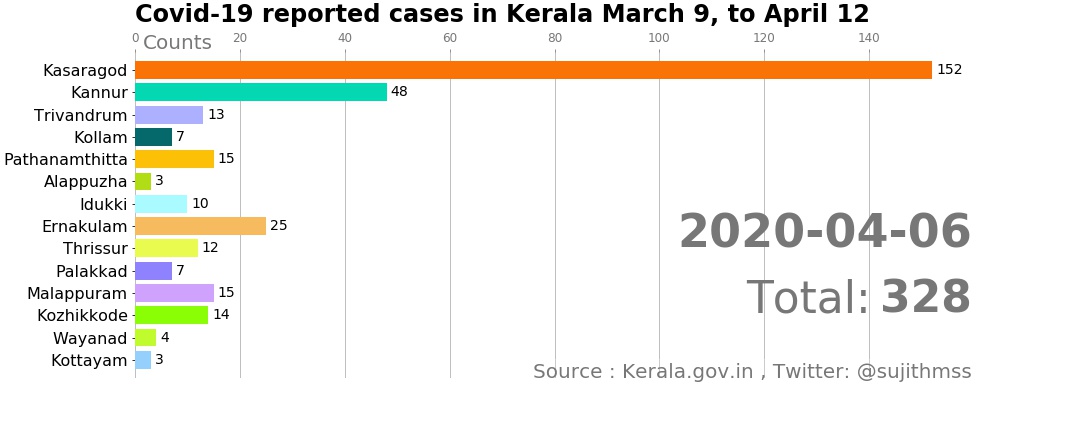 Covid-19 reported cases in Kerala March 9, to April 12
0 20 40 60 80 100 120 140
Counts
Kasaragod 152
Kannur 48
Trivandrum 13
Kollam 7
Pathanamthitta 15
Alappuzha 3
Idukki 10
Ernakulam 25
Thrissur 12
Palakkad 7
Malappuram 15
Kozhikkode 14
Wayanad 4
Kottayam 3
2020-04-06
Total: 328
Source : Kerala.gov.in , Twitter: @sujithmss